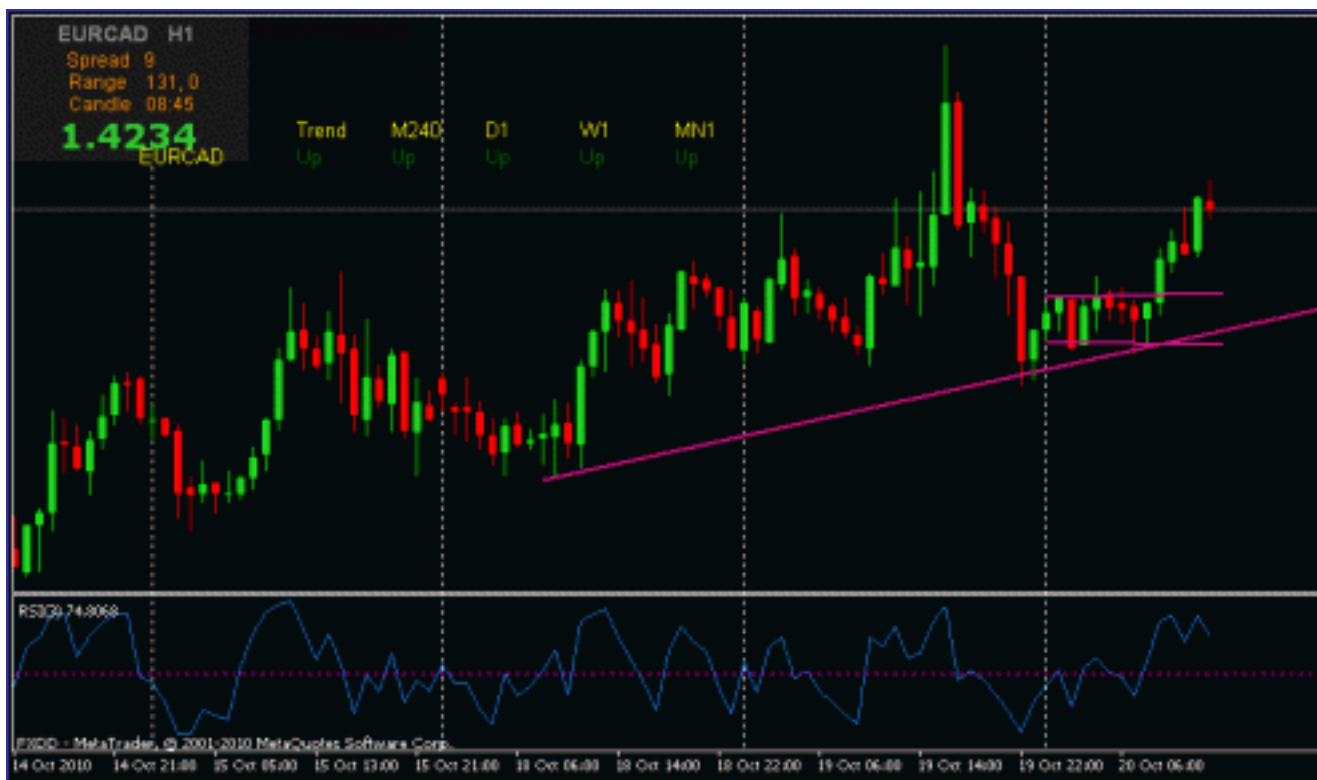 EURCAD H1
Spread 9
Range 131,0
Candle 08:45
1.4234
EURCAD
Trend M240 D1 W1 MN1
Up Up Up Up Up
RSI(3) 74.8068
FXDD - MetaTrader, © 2001-2010 MetaQuotes Software Corp.
14 Oct 2010 14 Oct 21:00 15 Oct 05:00 15 Oct 13:00 15 Oct 21:00 18 Oct 06:00 18 Oct 14:00 18 Oct 22:00 19 Oct 06:00 19 Oct 14:00 19 Oct 22:00 20 Oct 06:00